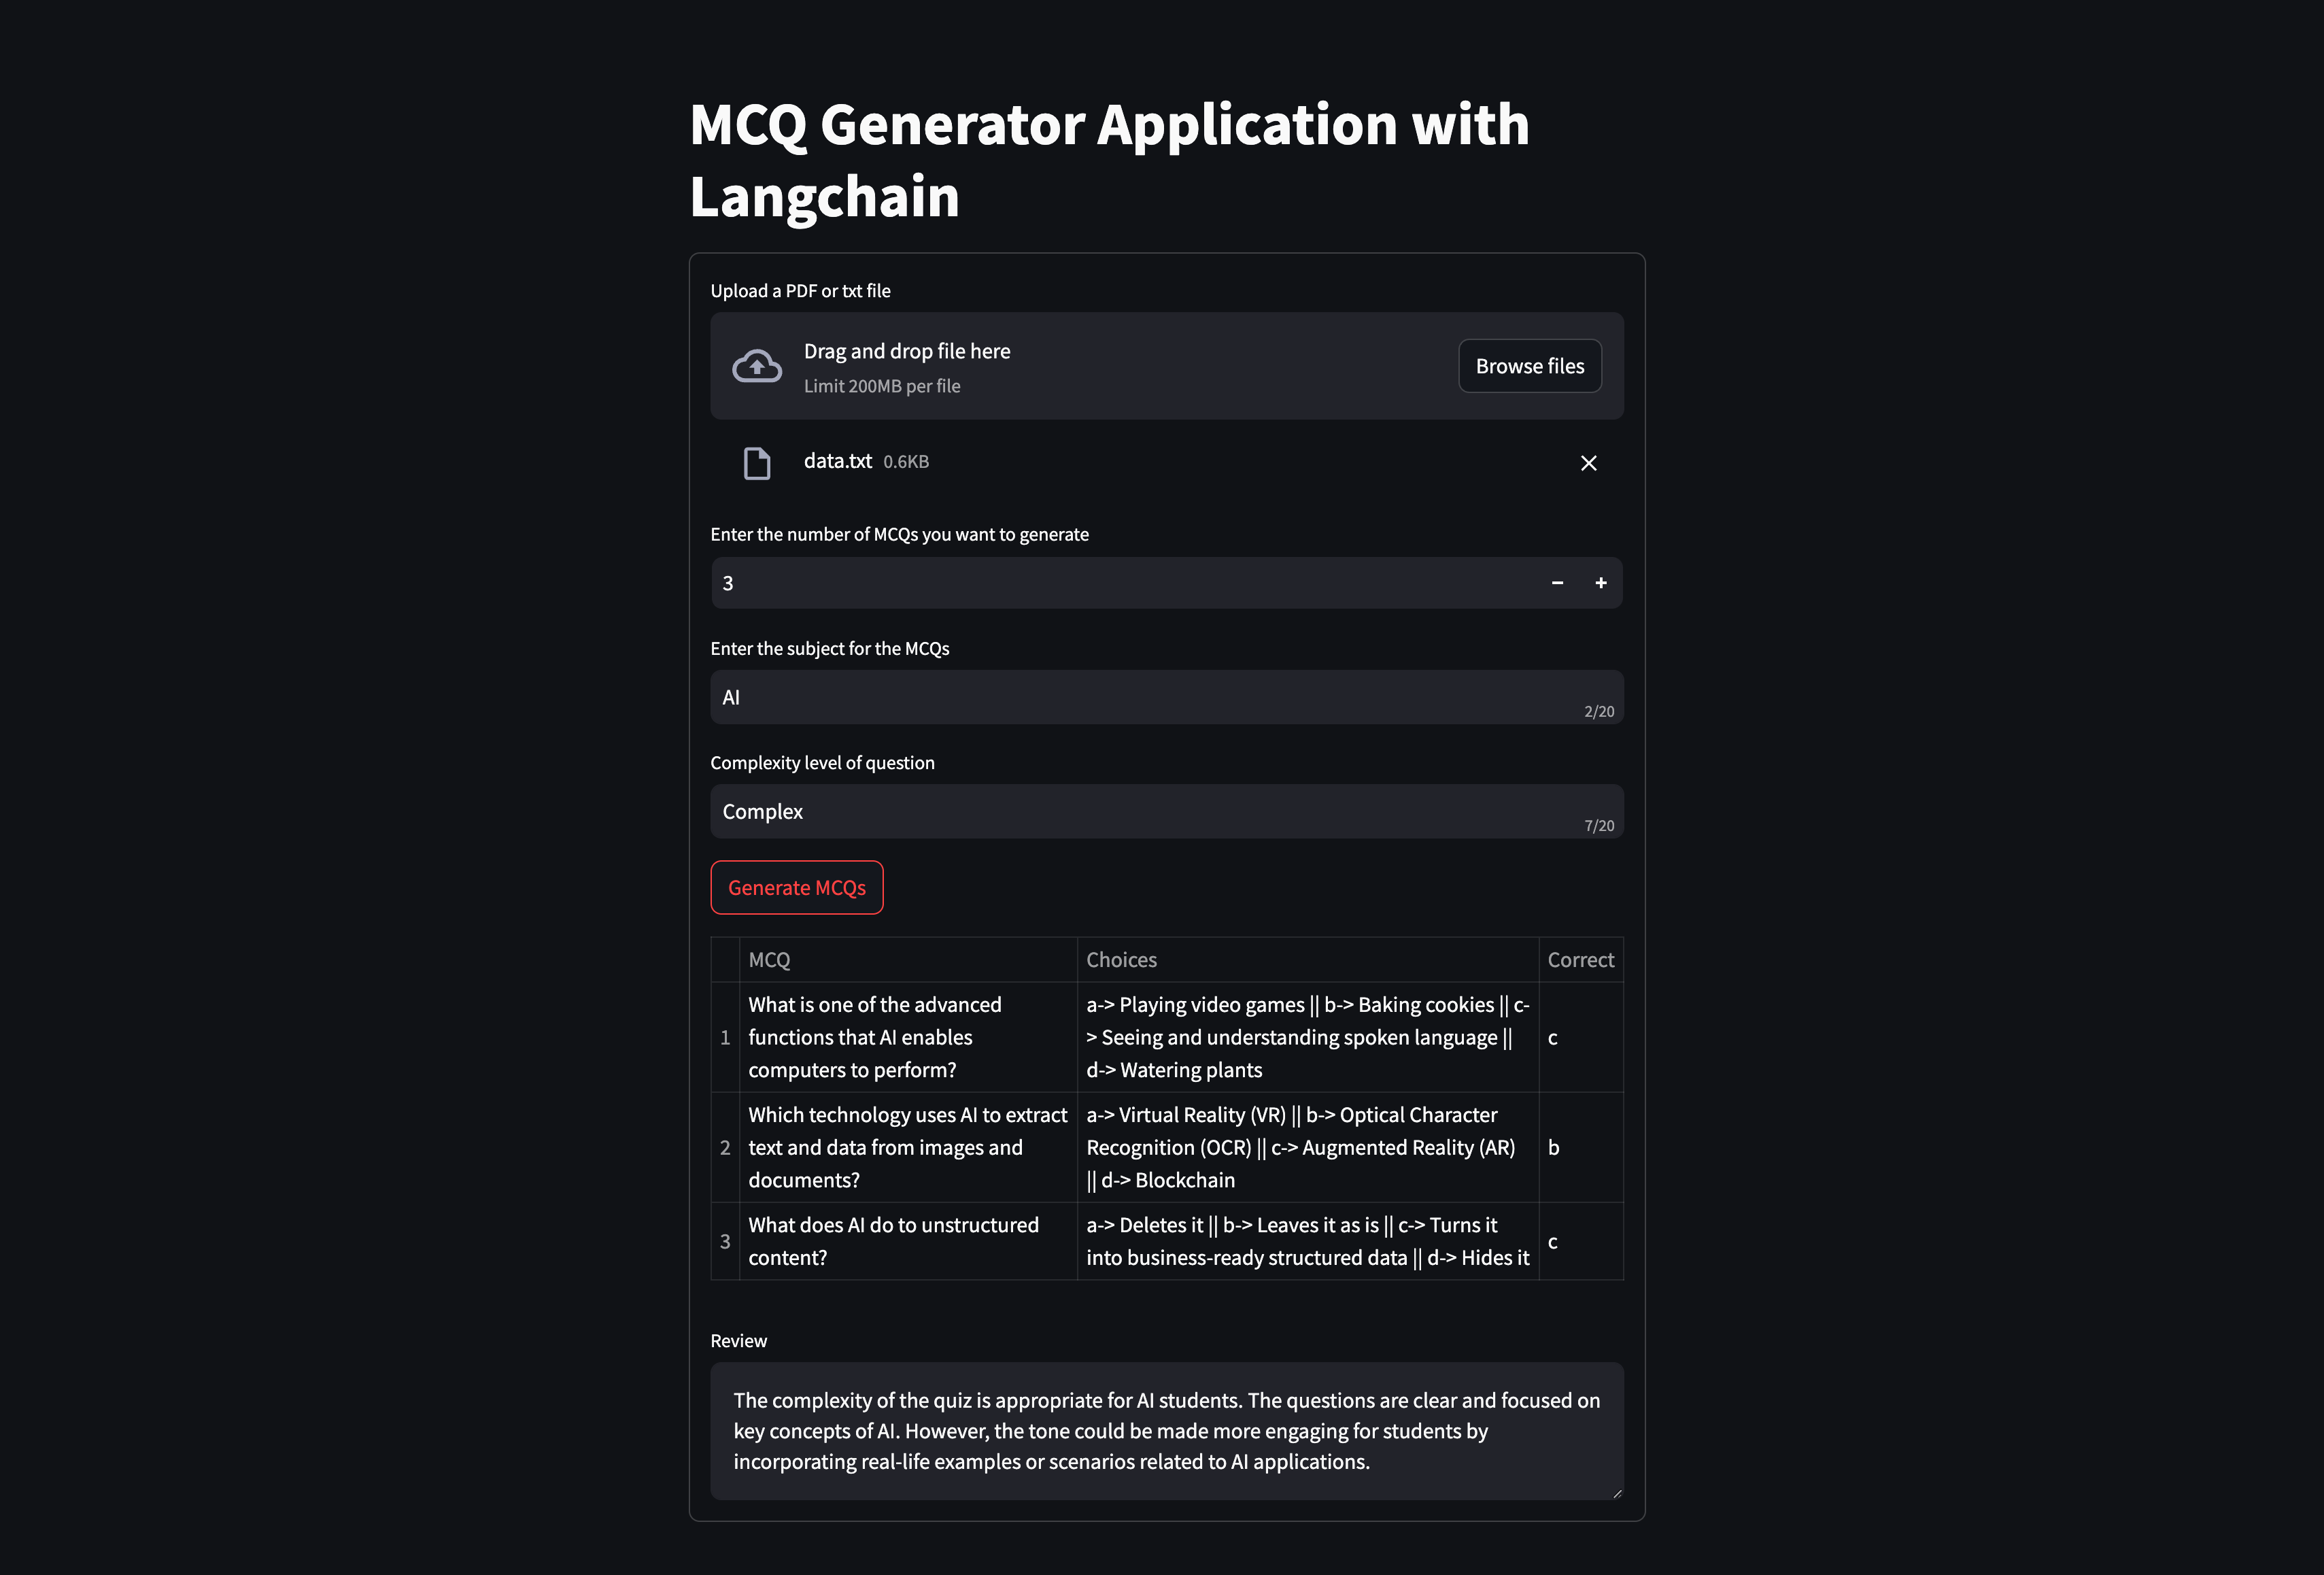 MCQ Generator Application with
Langchain
Upload a PDF or txt file
Drag and drop file here
Limit 200MB per file
Browse files
data.txt 0.6KB
Enter the number of MCQs you want to generate
3
Enter the subject for the MCQs
AI
2/20
Complexity level of question
Complex
7/20
Generate MCQs
MCQ Choices Correct
1
What is one of the advanced
functions that AI enables
computers to perform?
a-> Playing video games || b-> Baking cookies || c-
> Seeing and understanding spoken language ||
d-> Watering plants
c
2
Which technology uses AI to extract
text and data from images and
documents?
a-> Virtual Reality (VR) || b-> Optical Character
Recognition (OCR) || c-> Augmented Reality (AR)
|| d-> Blockchain
b
3
What does AI do to unstructured
content?
a-> Deletes it || b-> Leaves it as is || c-> Turns it
into business-ready structured data || d-> Hides it
c
Review
The complexity of the quiz is appropriate for AI students. The questions are clear and focused on
key concepts of AI. However, the tone could be made more engaging for students by
incorporating real-life examples or scenarios related to AI applications.